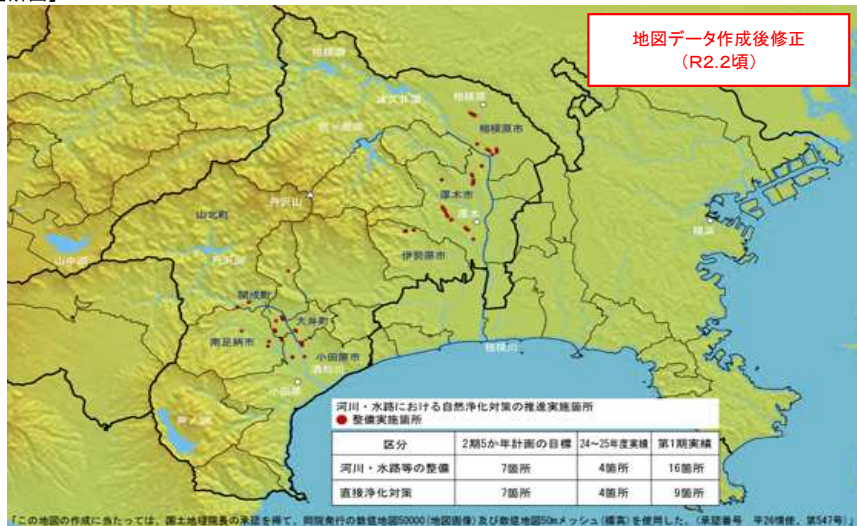 地図データ作成後修正
（R2.2頃）
相模湖
津久井湖
相模原
相模原市
宮ヶ瀬湖
厚木市
厚木
丹沢山
山北町
伊勢原市
横浜
山中湖
丹沢湖
開成町
大井町
南足柄市
小田原市
酒匂川
相模川
小田原
芦ノ湖
河川・水路における自然浄化対策の推進実施箇所
整備実施箇所
区分 2期5か年計画の目標 24～25年度実績 第1期実績
河川・水路等の整備 7箇所 4箇所 16箇所
直接浄化対策 7箇所 4箇所 9箇所
「この地図の作成に当たっては、国土地理院長の承認を得て、同院発行の数値地図50000(地図画像)及び数値地図50mメッシュ(標高)を使用した。(承認番号 平26情使、第547号)」